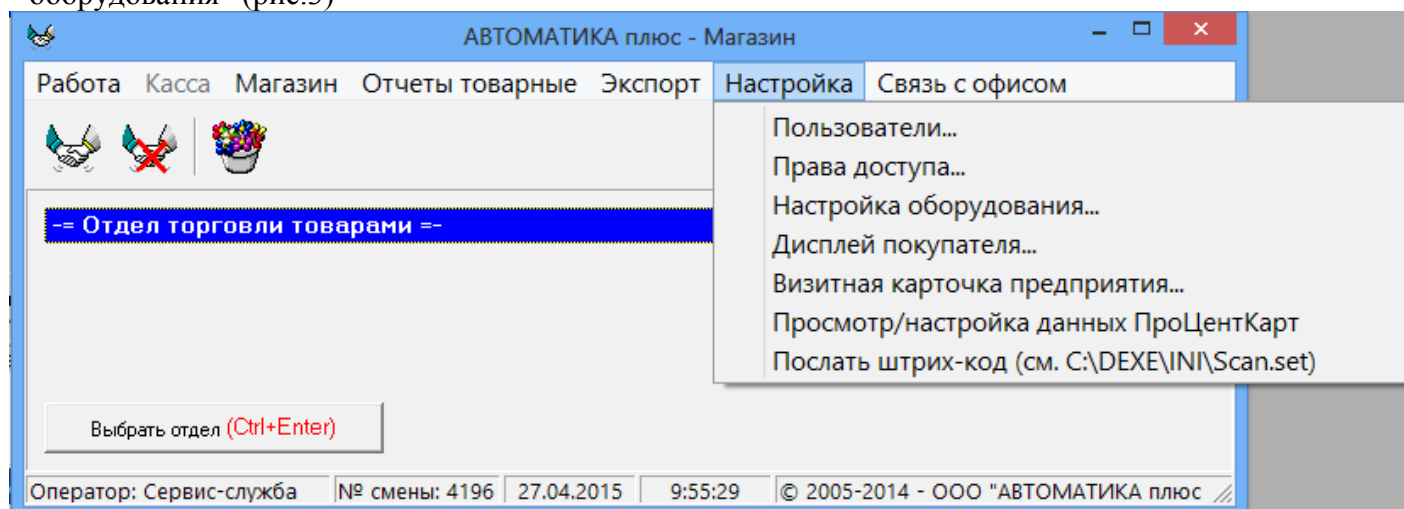 оборудования" (рис.3)
АВТОМАТИКА плюс - Магазин
Работа Касса Магазин Отчеты товарные Экспорт Настройка Связь с офисом
Пользователи...
Права доступа...
Настройка оборудования...
Дисплей покупателя...
Визитная карточка предприятия...
Просмотр/настройка данных ПроЦентКарт
Послать штрих-код (см. C:\DEXE\INI\Scan.set)
-= Отдел торговли товарами =-
Выбрать отдел (Ctrl+Enter)
Оператор: Сервис-служба № смены: 4196 27.04.2015 9:55:29 © 2005-2014 - ООО "АВТОМАТИКА плюс